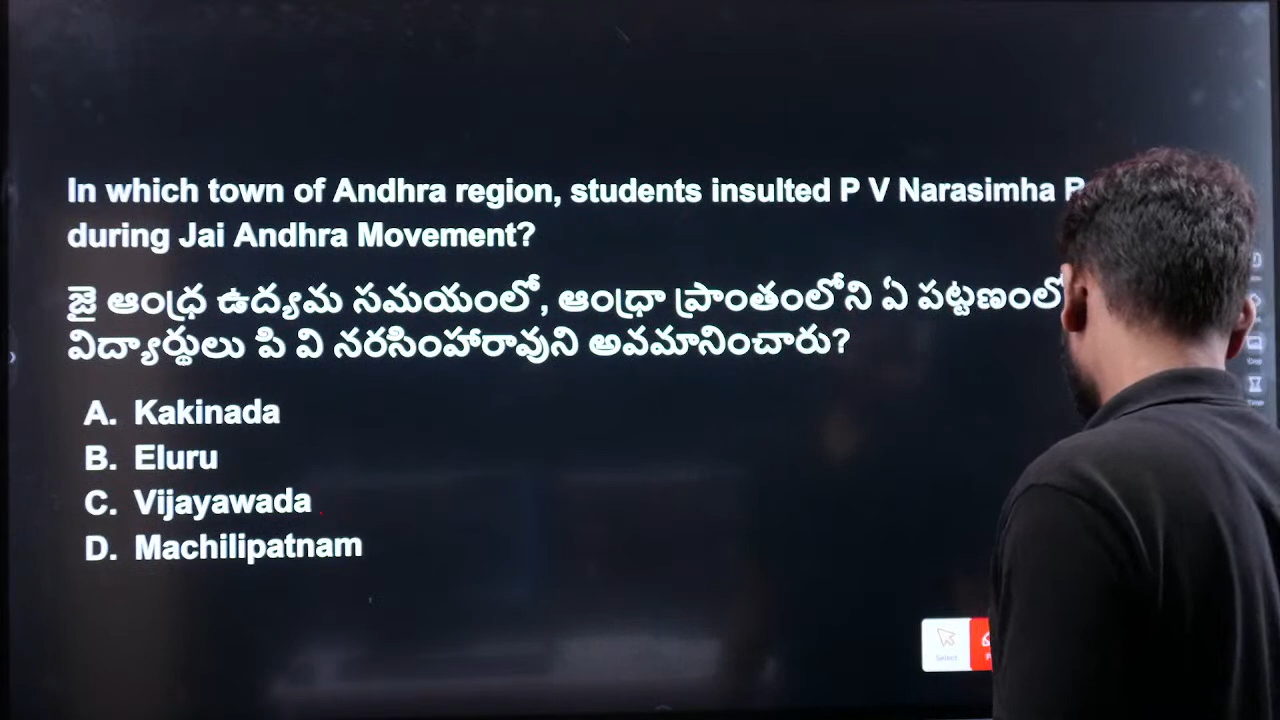 In which town of Andhra region, students insulted P V Narasimha
during Jai Andhra Movement?
జై ఆంధ్ర ఉద్యమ సమయంలో, ఆంధ్రా ప్రాంతంలోని ఏ పట్టణంలో
విద్యార్థులు పి వి నరసింహారావుని అవమానించారు?
A. Kakinada
B. Eluru
C. Vijayawada
D. Machilipatnam
Select